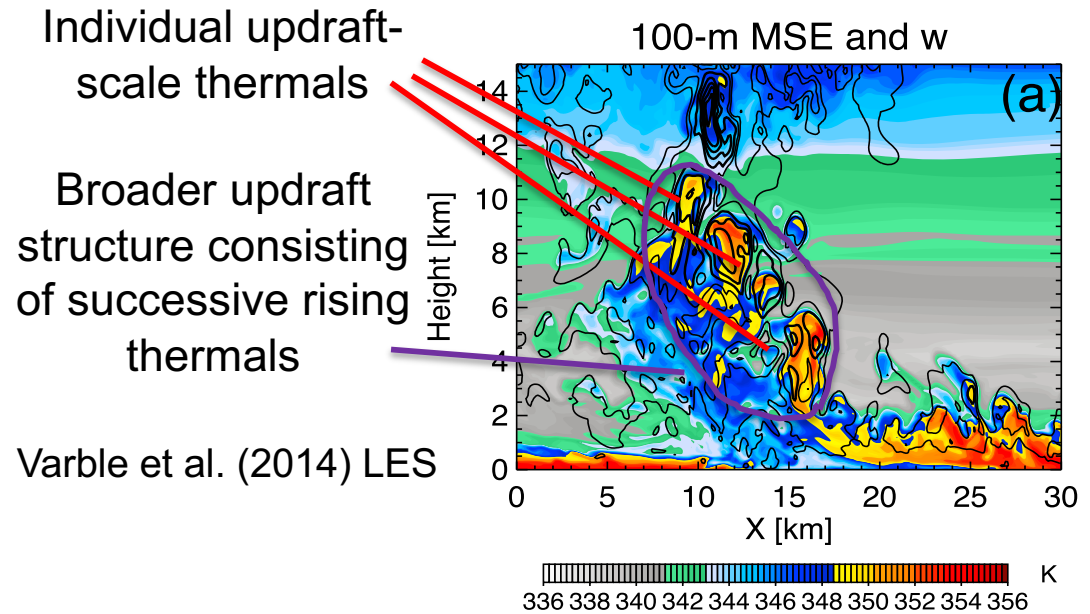 Individual updraft-
scale thermals
Broader updraft
structure consisting
of successive rising
thermals
Varble et al. (2014) LES
100-m MSE and w
(a)
Height [km]
14
12
10
8
6
4
2
0
0 5 10 15 20 25 30
X [km]
K
336 338 340 342 344 346 348 350 352 354 356